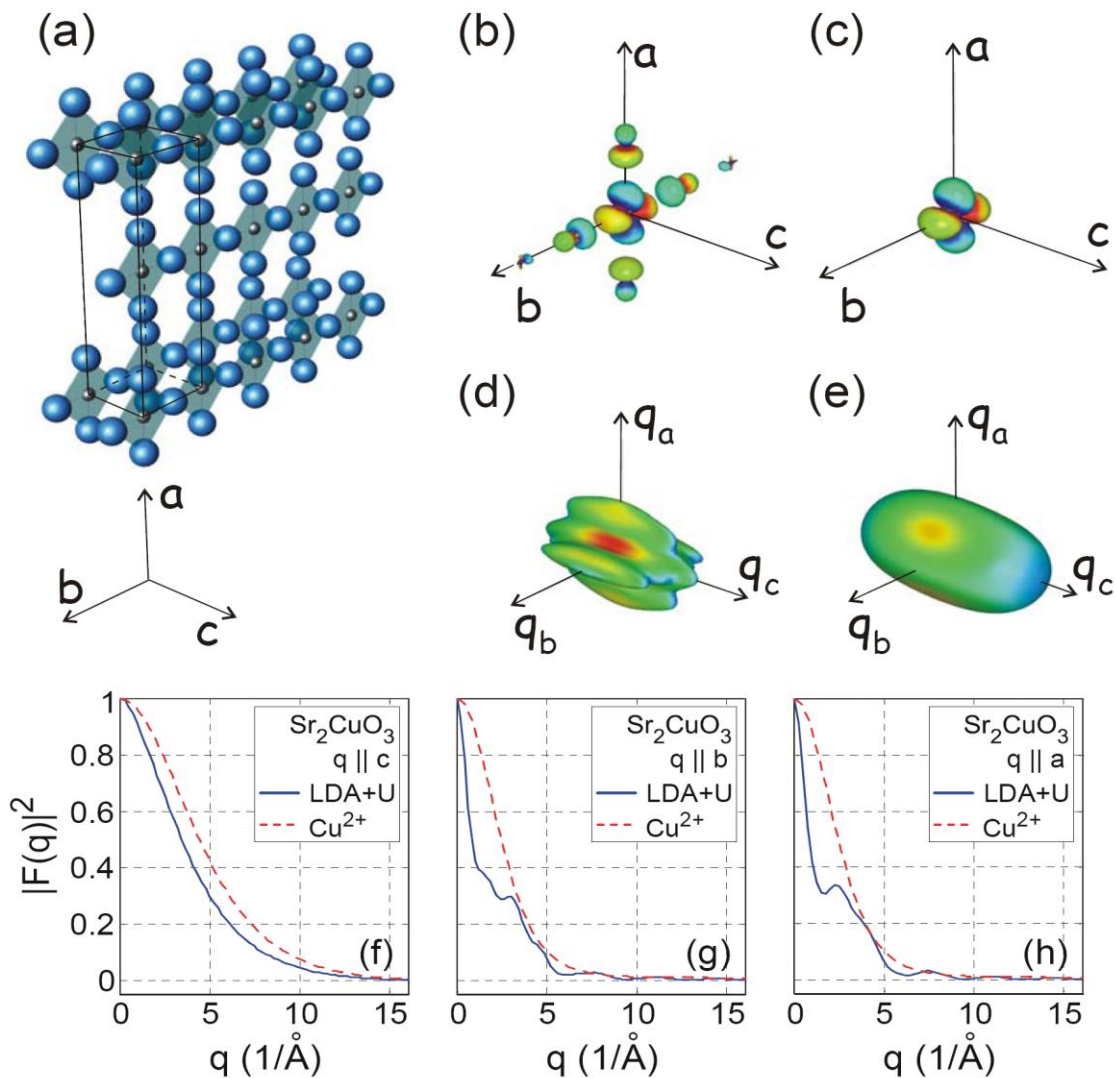 (a)
(b)
(c)
a
a
c
b
c
b
(d)
(e)
a
b
c
q_a
q_c
q_b
q_a
q_c
q_b
|F(q)|²
1
0.8
0.6
0.4
0.2
0
Sr₂CuO₃
q || c
LDA+U
Cu²⁺
(f)
0 5 10 15
q (1/Å)
Sr₂CuO₃
q || b
LDA+U
Cu²⁺
(g)
0 5 10 15
q (1/Å)
Sr₂CuO₃
q || a
LDA+U
Cu²⁺
(h)
0 5 10 15
q (1/Å)